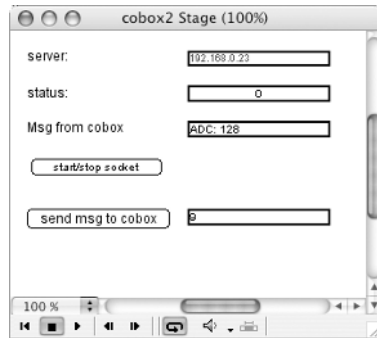 cobox2 Stage (100%)
server: 192.168.0.23
status: 0
Msg from cobox ADC: 128
start/stop socket
send msg to cobox 9
100 %